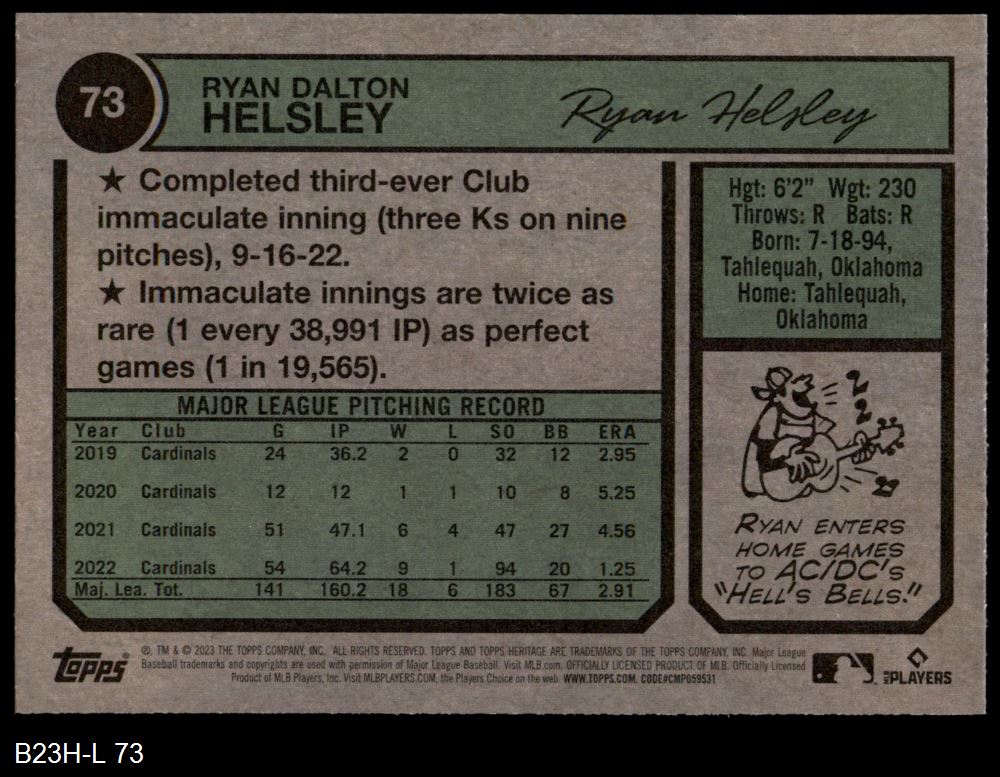 73
RYAN DALTON
HELSLEY
Ryan Helsley
★ Completed third-ever Club
immaculate inning (three Ks on nine
pitches), 9-16-22.
★ Immaculate innings are twice as
rare (1 every 38,991 IP) as perfect
games (1 in 19,565).
MAJOR LEAGUE PITCHING RECORD
Year Club G IP W L SO BB ERA
2019 Cardinals 24 36.2 2 0 32 12 2.95
2020 Cardinals 12 12 1 1 10 8 5.25
2021 Cardinals 51 47.1 6 4 47 27 4.56
2022 Cardinals 54 64.2 9 1 94 20 1.25
Maj. Lea. Tot. 141 160.2 18 6 183 67 2.91
Hgt: 6'2" Wgt: 230
Throws: R Bats: R
Born: 7-18-94,
Tahlequah, Oklahoma
Home: Tahlequah,
Oklahoma
RYAN ENTERS
HOME GAMES
TO AC/DC'S
"HELL'S BELLS."
Topps
®, TM & © 2023 THE TOPPS COMPANY, INC. ALL RIGHTS RESERVED. TOPPS AND TOPPS HERITAGE ARE TRADEMARKS OF THE TOPPS COMPANY, INC. Major League
Baseball trademarks and copyrights are used with permission of Major League Baseball. Visit MLB.com. OFFICIALLY LICENSED PRODUCT OF MLB. Officially Licensed
Product of MLB Players, Inc. Visit MLBPLAYERS.COM, the Players Choice on the web. WWW.TOPPS.COM. CODE#CMP059531
MLB PLAYERS
B23H-L 73